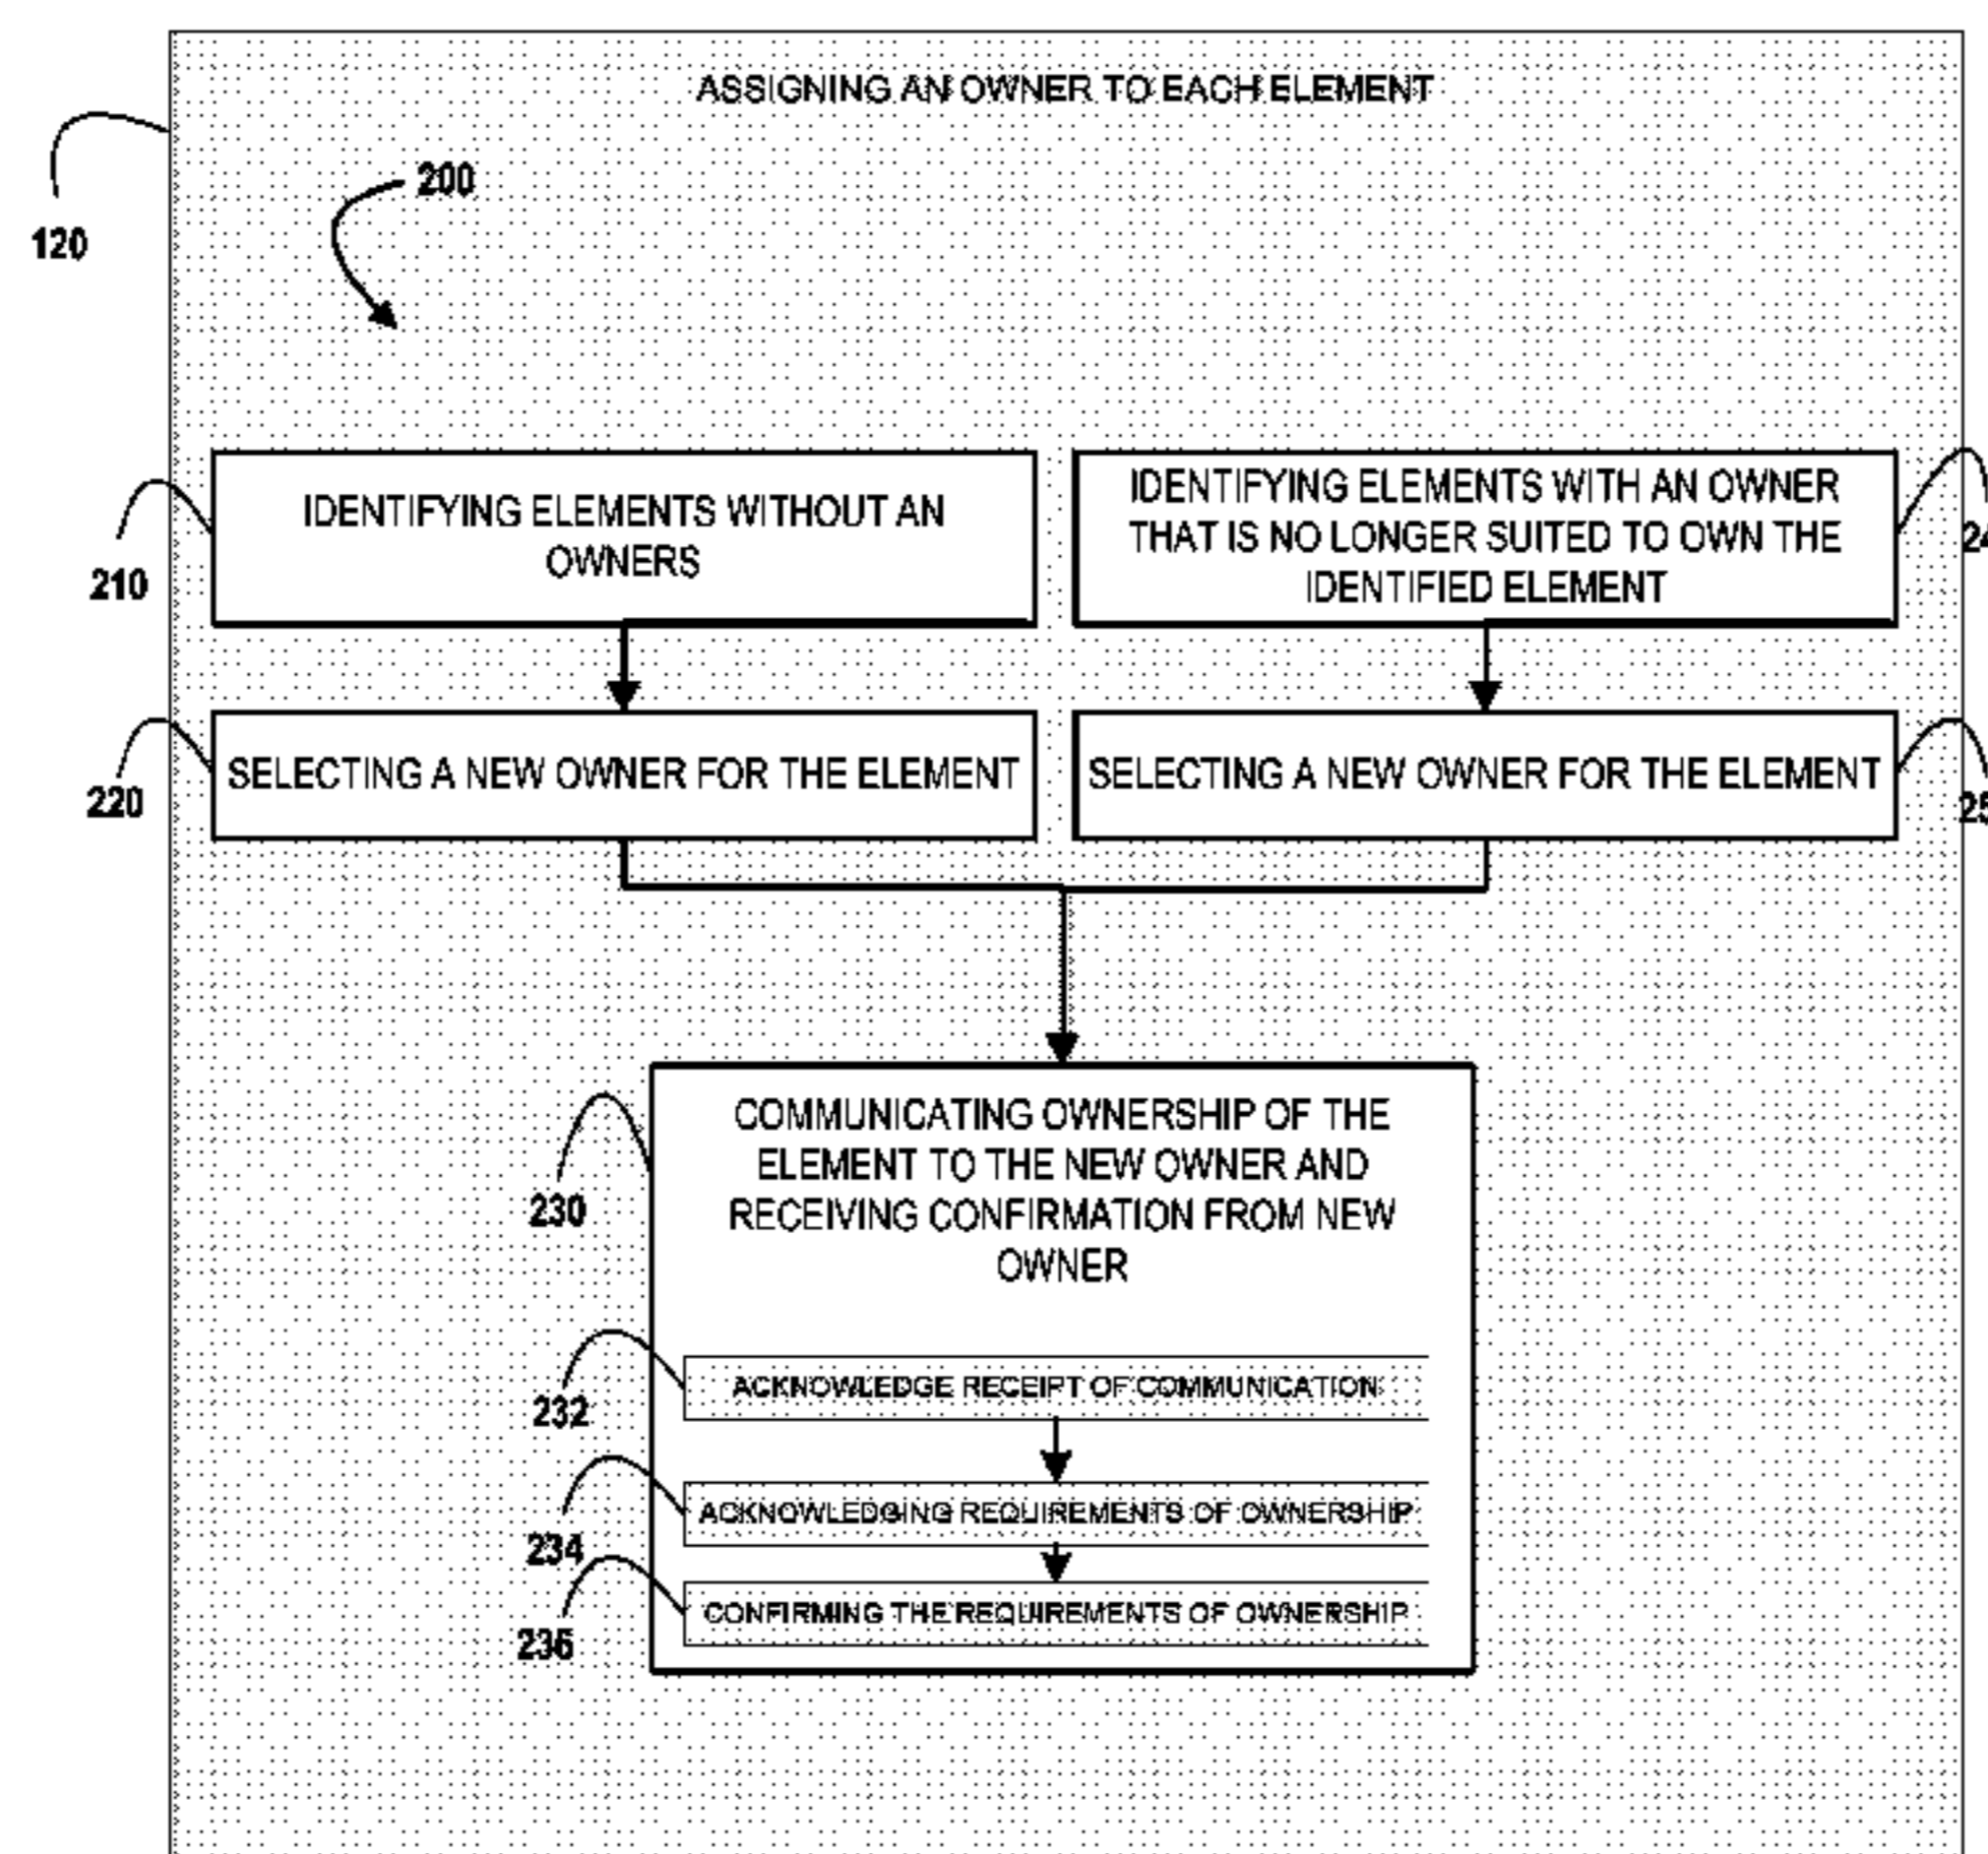 ASSIGNING AN OWNER TO EACH ELEMENT
200
120
IDENTIFYING ELEMENTS WITHOUT AN
OWNERS
210
IDENTIFYING ELEMENTS WITH AN OWNER
THAT IS NO LONGER SUITED TO OWN THE
IDENTIFIED ELEMENT
SELECTING A NEW OWNER FOR THE ELEMENT
220
SELECTING A NEW OWNER FOR THE ELEMENT
COMMUNICATING OWNERSHIP OF THE
ELEMENT TO THE NEW OWNER AND
RECEIVING CONFIRMATION FROM NEW
OWNER
230
ACKNOWLEDGE RECEIPT OF COMMUNICATION
232
ACKNOWLEDGING REQUIREMENTS OF OWNERSHIP
234
CONFIRMING THE REQUIREMENTS OF OWNERSHIP
236